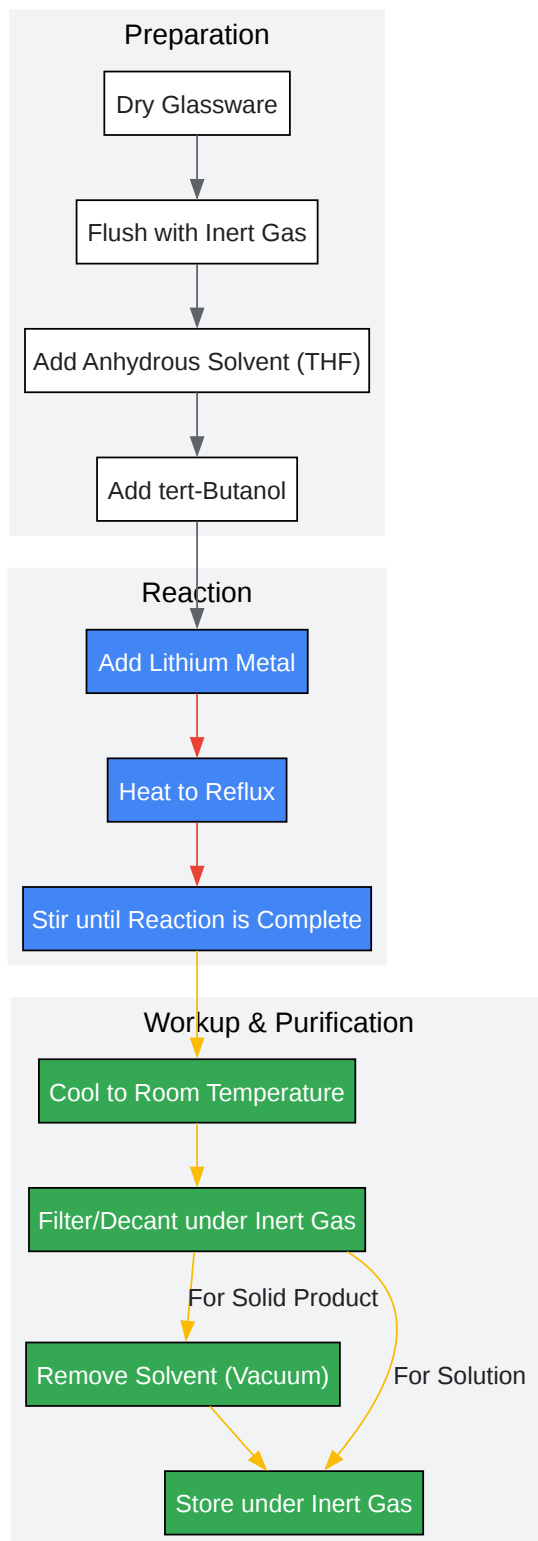 Preparation
Dry Glassware
Flush with Inert Gas
Add Anhydrous Solvent (THF)
Add tert-Butanol
Reaction
Add Lithium Metal
Heat to Reflux
Stir until Reaction is Complete
Workup & Purification
Cool to Room Temperature
Filter/Decant under Inert Gas
For Solid Product
For Solution
Remove Solvent (Vacuum)
Store under Inert Gas